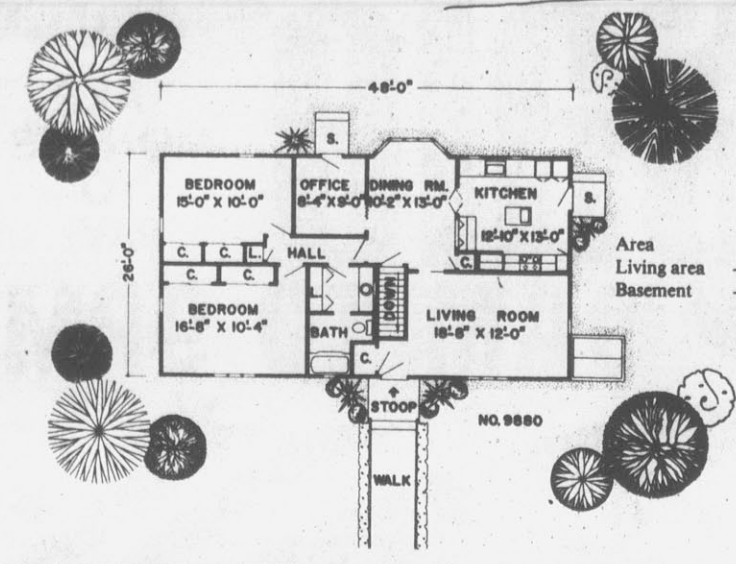 48'-0"
S.
BEDROOM
15'-0" X 10'-0"
OFFICE
8'-4" X 9'-0"
DINING RM.
10'-2" X 13'-0"
KITCHEN
12'-10" X 13'-0"
S.
26'-0"
C.
C.
L.
HALL
C.
C.
C.
Area
Living area
Basement
BEDROOM
16'-8" X 10'-4"
L
DOWN
LIVING ROOM
18'-8" X 12'-0"
BATH
C.
STOOP
NO. 9880
WALK